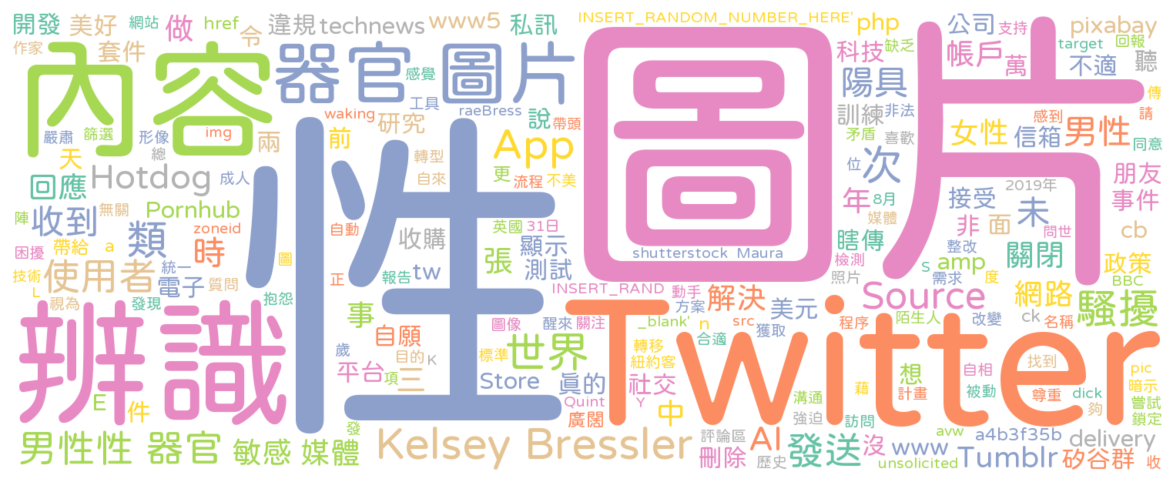 開發 美好 網站 href 令 違規 technews www5 私訊 INSERT_RANDOM_NUMBER_HERE' php 公司 支持 pixabay
作家 套件 做 科技 缺乏 帳戶 萬 target 回報 不適 聽
內容 器官 圖片 感覺 工具 raeBress 說 帶頭 圖片 陽具 訓練 非法 傳
嚴肅 篩選 形像 總 img 兩 前 waking 研究 App 矛盾 喜歡 女性 感到 信箱 男性 請 同意
天 回應 Hotdog 成人 性 轉型 自來 更 流程 不美 次 位 朋友
陣 收到 無關 Pornhub 類 zoneid 時 自動 收購 英國 31日 顯示 年 8月 媒體 接受 2019年 未 事件
困擾 帶給 a 圖 正 報告 tw 張 測試 shutterstock Maura 瞎傳 非 面 整改 問世 cb
技術 L 使用者 統一 電子 質問 檢測 照片 s amp 關閉 政策
視為 發現 抱怨 事 INSERT_RAND 動手 解決 美元 Source 需求 度 網路 BBC 騷擾
辨識 歲 自願 圖像 醒來 關注 _blank' 方案 n src 獲取 程序 陌生人 改變 ck 名稱
平台 目的 K 三 標準 世界 Twitter 合適 轉移 紐約客 找到 pic
E 件 項 Store 真的 社交 想 自相 計畫 被動 尊重 dick 暗示 嘗試
發 Quint 廣闊 Y 中 溝通 藉 夠 鎖定
男性性 器官 敏感 媒體 Kelsey Bressler 評論區 AI 強迫 訪問 發送 沒 www a4b3f35b delivery
刪除 歷史 avw unsolicited Tumblr 矽谷群 收